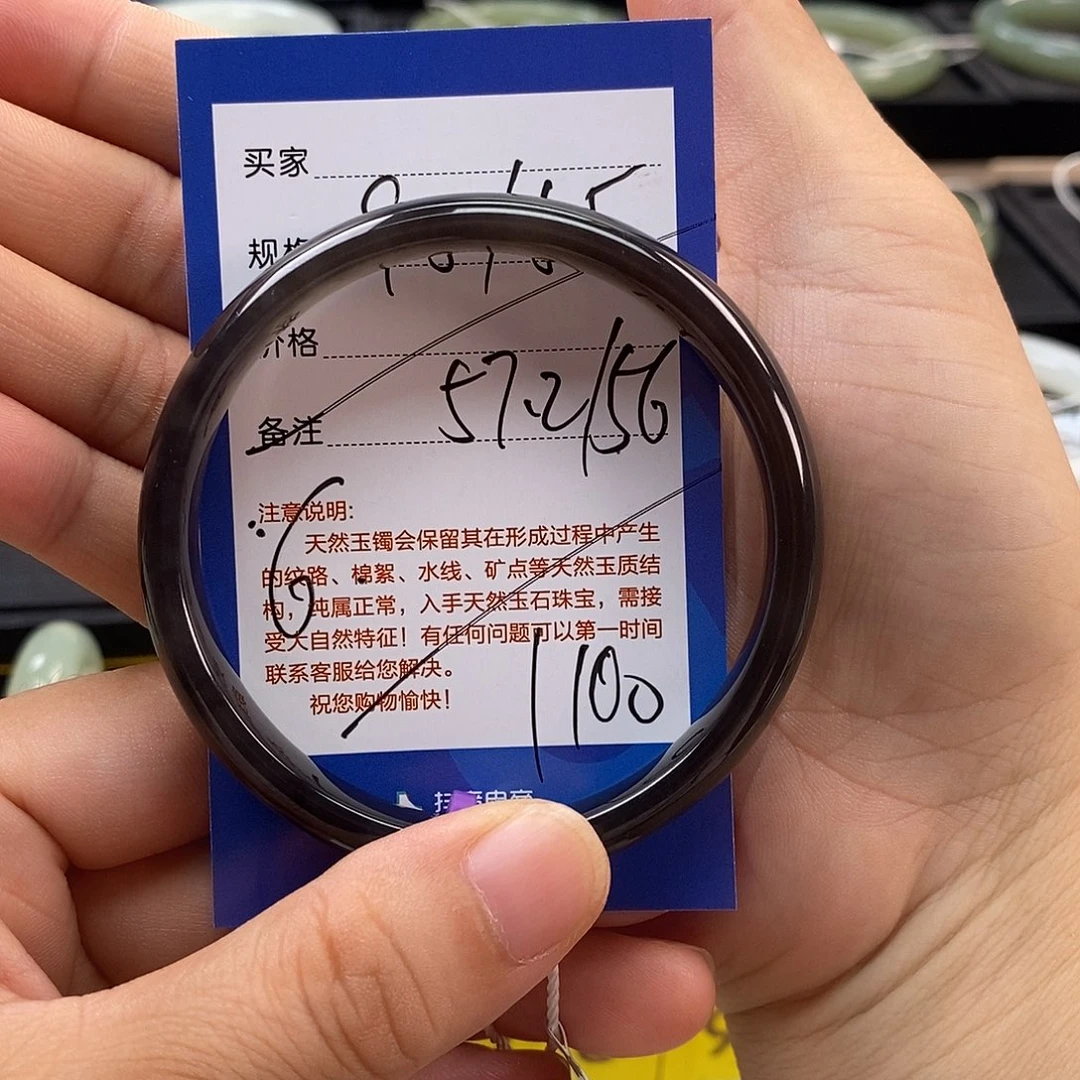 买家
规格
价格
57.2/56
备注
6
注意说明:
天然玉镯会保留其在形成过程中产生
的纹路、棉絮、水线、矿点等天然玉质结
构，纯属正常，入手天然玉石珠宝，需接
受大自然特征！有任何问题可以第一时间
联系客服给您解决。
祝您购物愉快！
1100